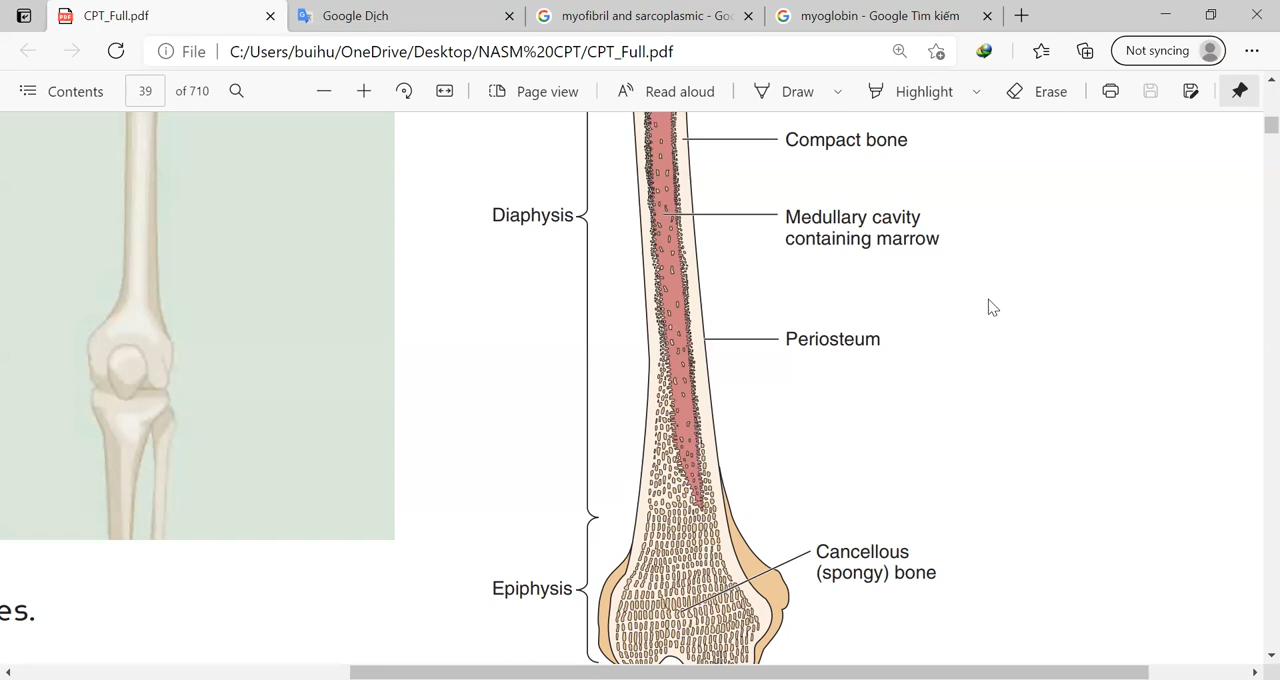 CPT_Full.pdf
Google Dịch
myofibril and sarcoplasmic - Goo
myoglobin - Google Tìm kiếm
File
C:/Users/buihu/OneDrive/Desktop/NASM%20CPT/CPT_Full.pdf
Not syncing
Contents
39
of 710
Page view
Read aloud
Draw
Highlight
Erase
Compact bone
Diaphysis
Medullary cavity
containing marrow
Periosteum
Cancellous
(spongy) bone
Epiphysis
es.